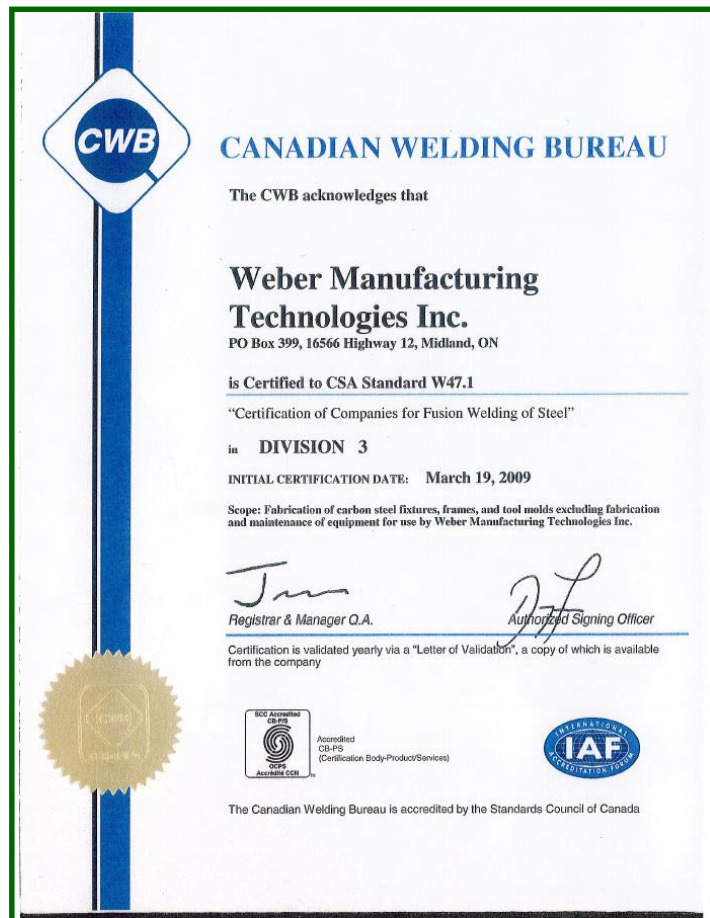 CWB
CANADIAN WELDING BUREAU
The CWB acknowledges that
Weber Manufacturing
Technologies Inc.
PO Box 399, 16566 Highway 12, Midland, ON
is Certified to CSA Standard W47.1
“Certification of Companies for Fusion Welding of Steel”
in DIVISION 3
INITIAL CERTIFICATION DATE: March 19, 2009
Scope: Fabrication of carbon steel fixtures, frames, and tool molds excluding fabrication
and maintenance of equipment for use by Weber Manufacturing Technologies Inc.
Registrar & Manager Q.A.
Authorized Signing Officer
Certification is validated yearly via a "Letter of Validation", a copy of which is available
from the company
CWB
SCC Accredited
CB-P/S
OCPS
Accrédité CCN
Accredited
CB-PS
(Certification Body-Product/Services)
INTERNATIONAL
IAF
ACCREDITATION FORUM
The Canadian Welding Bureau is accredited by the Standards Council of Canada